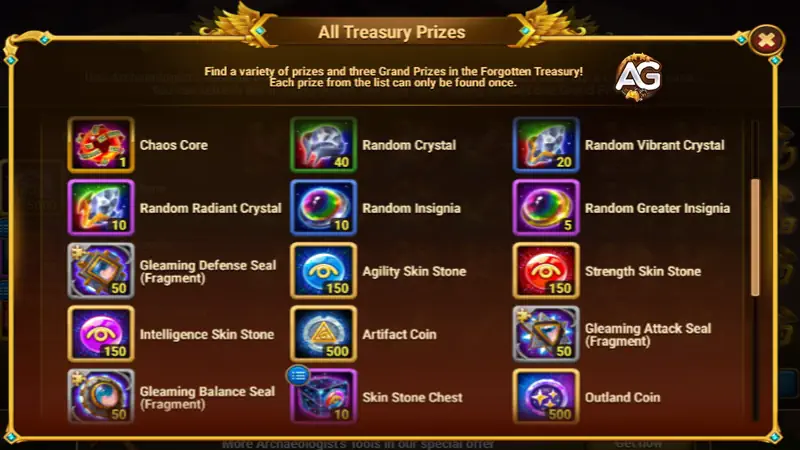 All Treasury Prizes
Find a variety of prizes and three Grand Prizes in the Forgotten Treasury!
Each prize from the list can only be found once.
AG
1
Chaos Core
40
Random Crystal
20
Random Vibrant Crystal
10
Random Radiant Crystal
10
Random Insignia
5
Random Greater Insignia
50
Gleaming Defense Seal
(Fragment)
150
Agility Skin Stone
150
Strength Skin Stone
150
Intelligence Skin Stone
500
Artifact Coin
50
Gleaming Attack Seal
(Fragment)
50
Gleaming Balance Seal
(Fragment)
10
Skin Stone Chest
500
Outland Coin
More Archaeologist's Tools in our special offer
Get now